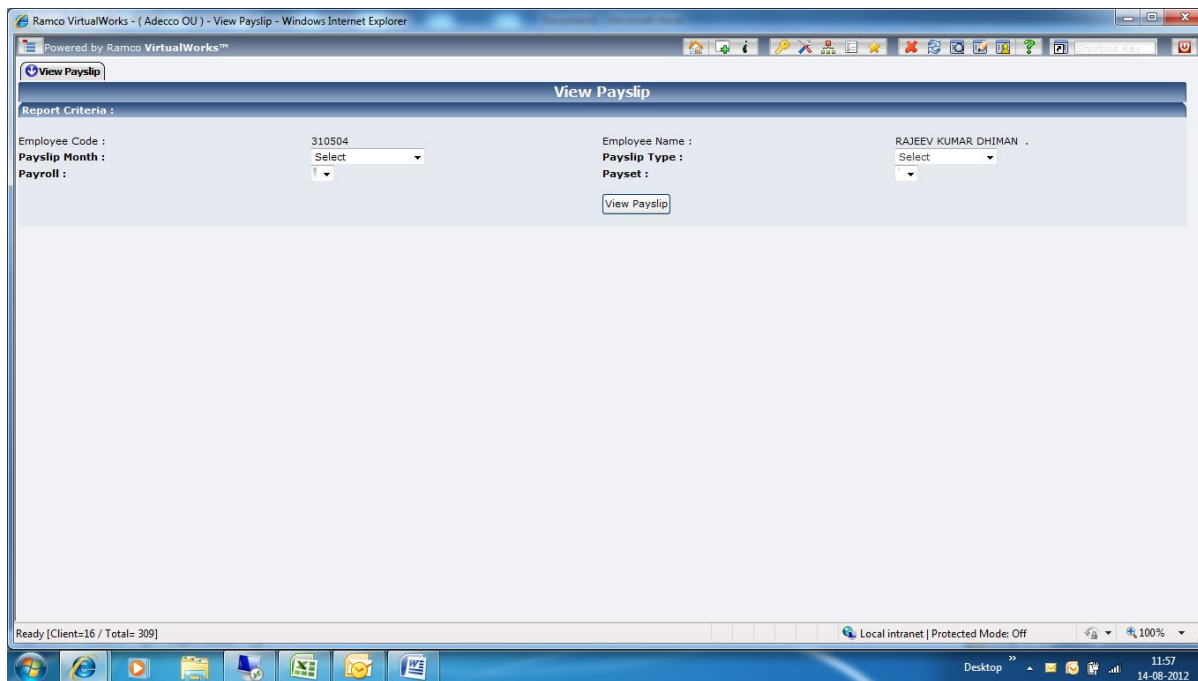 Ramco VirtualWorks - ( Adecco OU ) - View Payslip - Windows Internet Explorer
Powered by Ramco VirtualWorks™ Shortcut Key
View Payslip
View Payslip
Report Criteria :
Employee Code : 310504 Employee Name : RAJEEV KUMAR DHIMAN .
Payslip Month : Select Payslip Type : Select
Payroll : Payset :
View Payslip
Ready [Client=16 / Total= 309] Local intranet | Protected Mode: Off 100%
Desktop » 11:57
14-08-2012